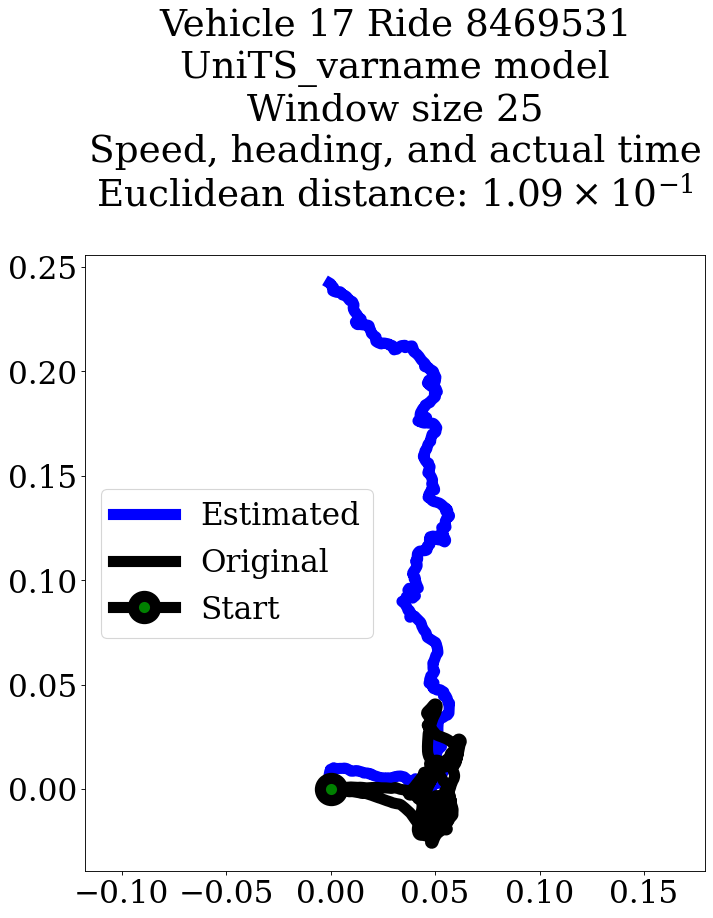 Vehicle 17 Ride 8469531
UniTS_varname model
Window size 25
Speed, heading, and actual time
Euclidean distance: 1.09 × 10⁻¹
0.25
0.20
0.15
0.10
0.05
0.00
Estimated
Original
Start
−0.10 −0.05 0.00 0.05 0.10 0.15